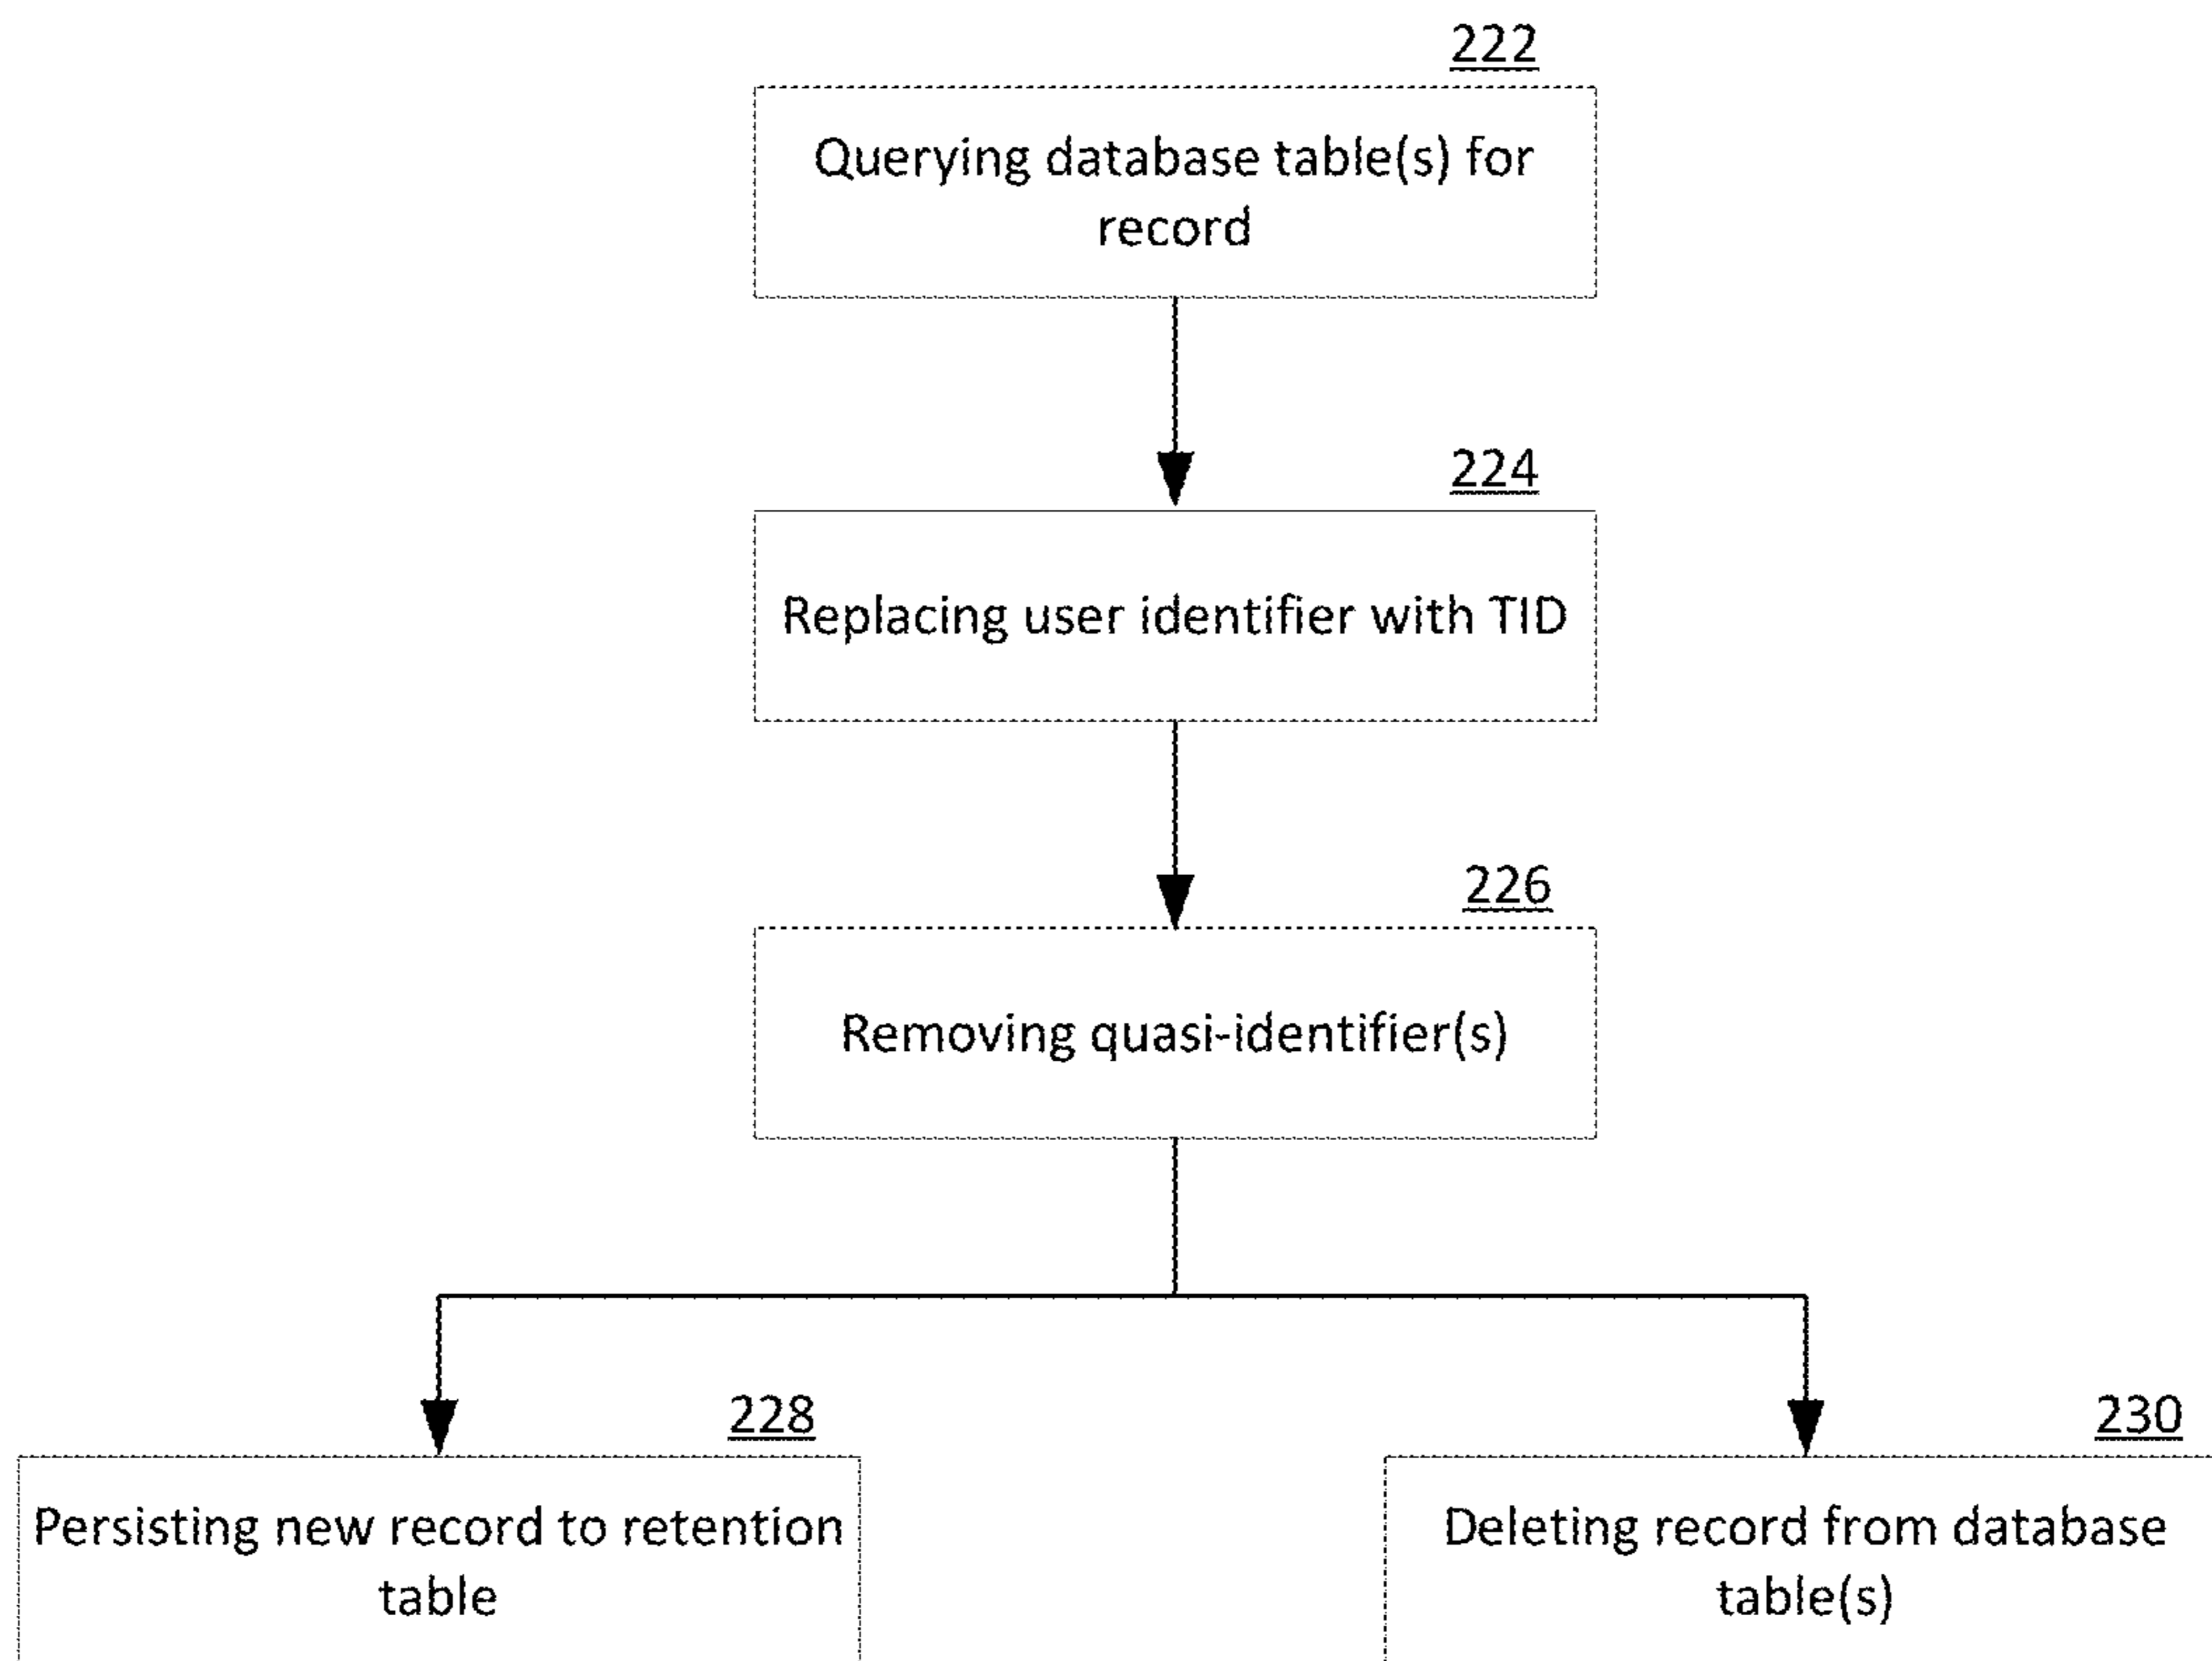 222
Querying database table(s) for
record
224
Replacing user identifier with TID
226
Removing quasi-identifier(s)
228
Persisting new record to retention
table
230
Deleting record from database
table(s)